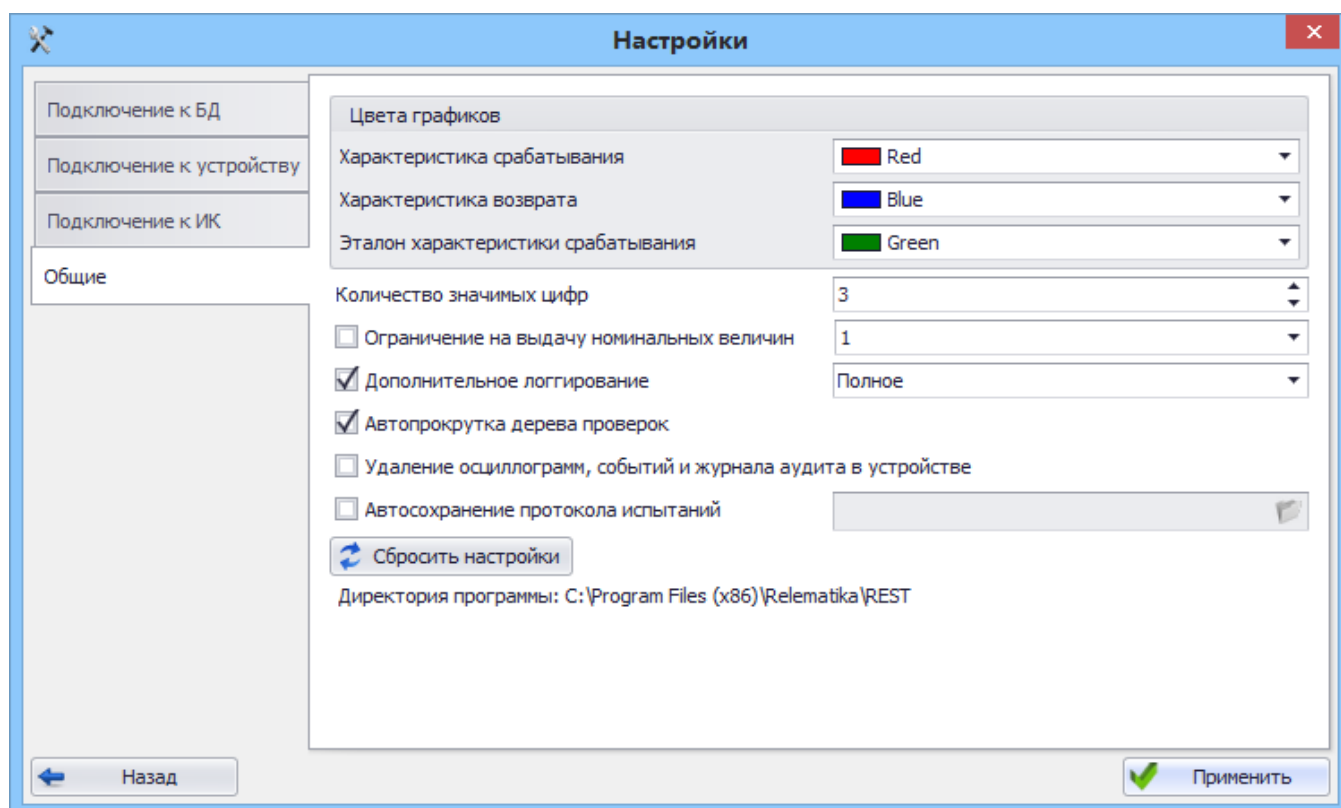 Настройки
Подключение к БД
Подключение к устройству
Подключение к ИК
Общие
Цвета графиков
Характеристика срабатывания Red
Характеристика возврата Blue
Эталон характеристики срабатывания Green
Количество значимых цифр 3
Ограничение на выдачу номинальных величин 1
Дополнительное логгирование Полное
Автопрокрутка дерева проверок
Удаление осциллограмм, событий и журнала аудита в устройстве
Автосохранение протокола испытаний
Сбросить настройки
Директория программы: C:\Program Files (x86)\Relematika\REST
Назад Применить